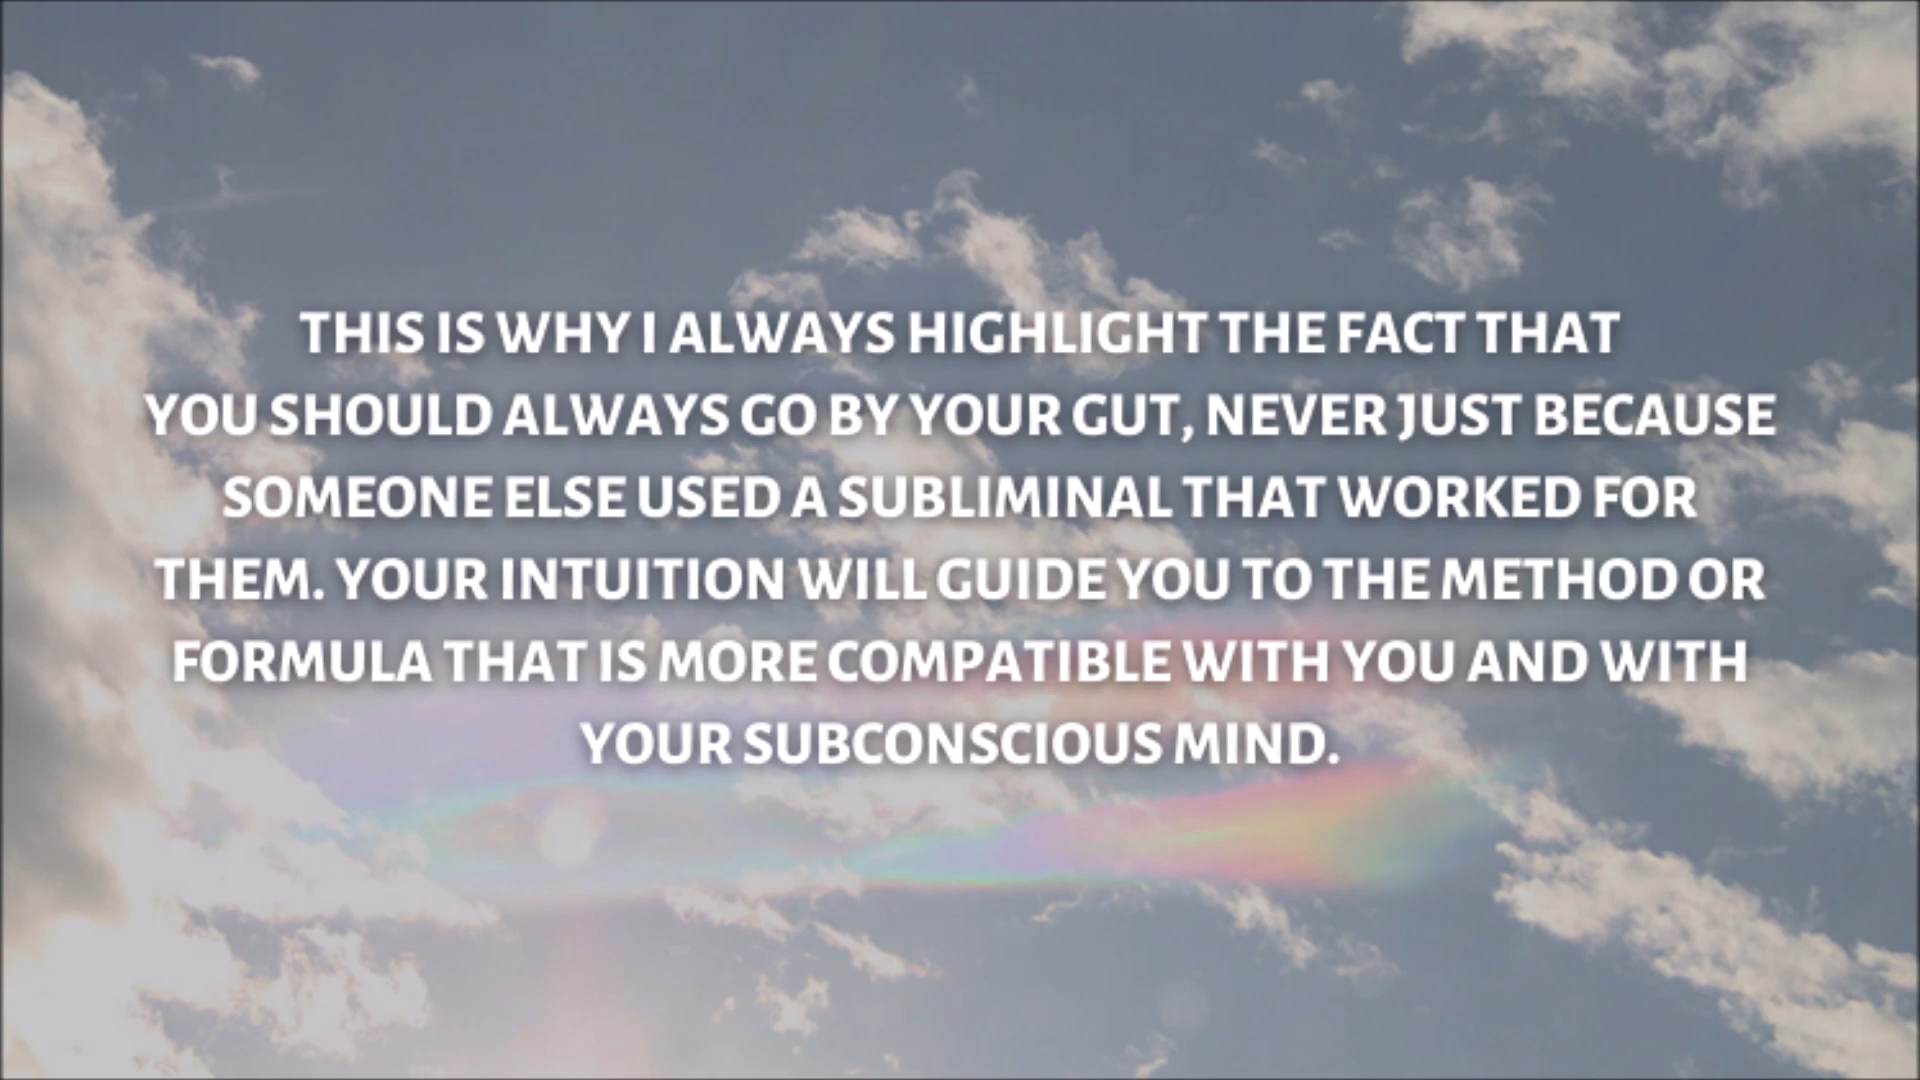 THIS IS WHY I ALWAYS HIGHLIGHT THE FACT THAT
YOU SHOULD ALWAYS GO BY YOUR GUT, NEVER JUST BECAUSE
SOMEONE ELSE USED A SUBLIMINAL THAT WORKED FOR
THEM. YOUR INTUITION WILL GUIDE YOU TO THE METHOD OR
FORMULA THAT IS MORE COMPATIBLE WITH YOU AND WITH
YOUR SUBCONSCIOUS MIND.